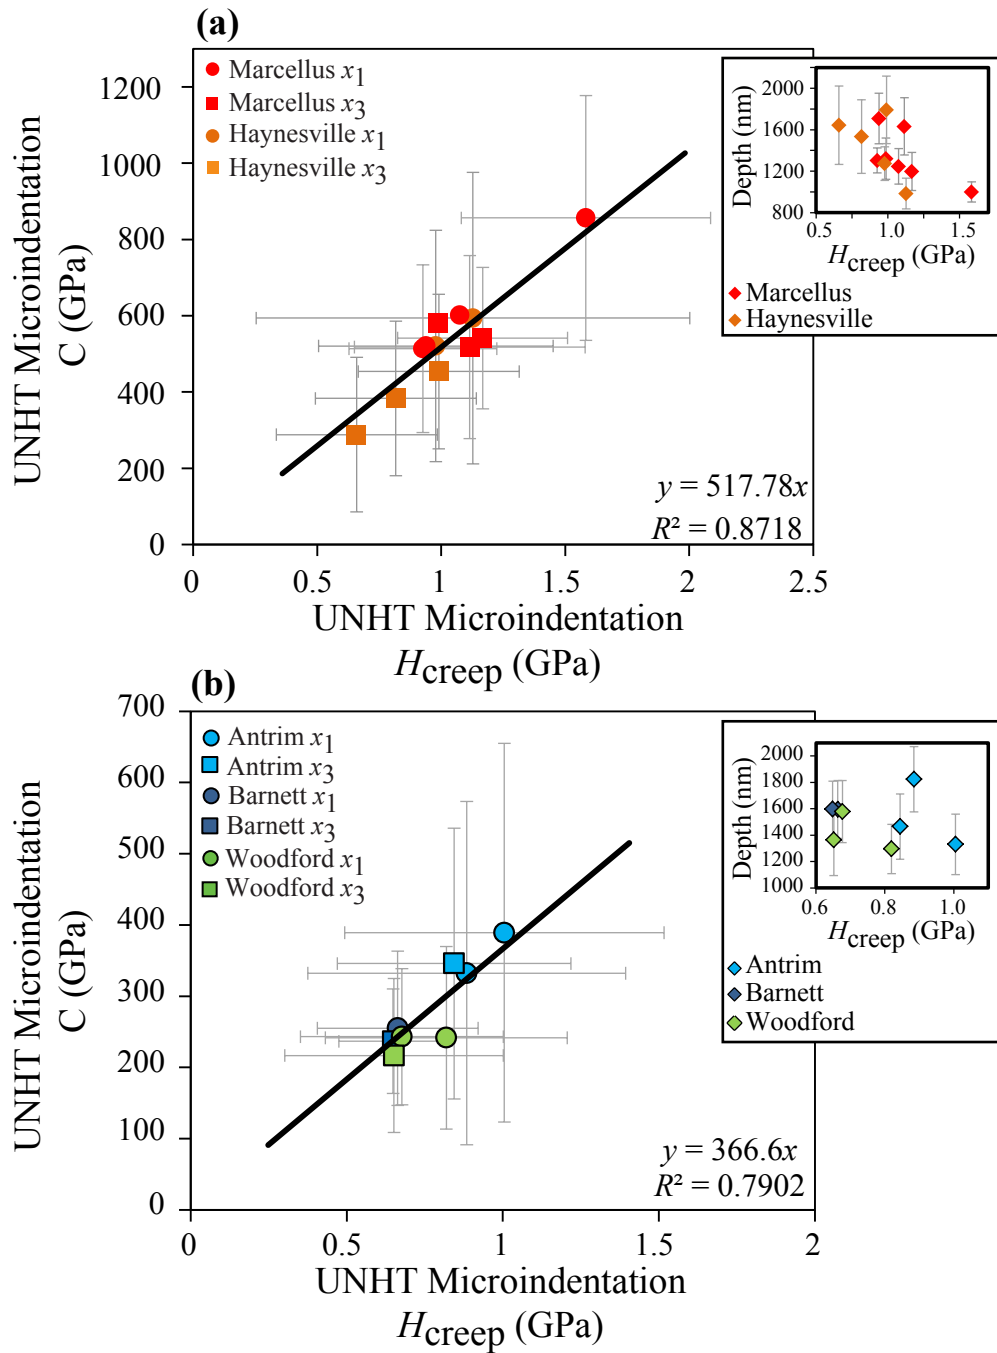 (a)
UNHT Microindentation
C (GPa)
1200
1000
800
600
400
200
0
Marcellus x1
Marcellus x3
Haynesville x1
Haynesville x3
y = 517.78x
R² = 0.8718
0 0.5 1 1.5 2 2.5
UNHT Microindentation
Hcreep (GPa)
Depth (nm)
2000
1600
1200
800
0.5 1.0 1.5
Hcreep (GPa)
Marcellus
Haynesville
(b)
UNHT Microindentation
C (GPa)
700
600
500
400
300
200
100
0
Antrim x1
Antrim x3
Barnett x1
Barnett x3
Woodford x1
Woodford x3
y = 366.6x
R² = 0.7902
0 0.5 1 1.5 2
UNHT Microindentation
Hcreep (GPa)
Depth (nm)
2000
1800
1600
1400
1200
1000
0.6 0.8 1.0
Hcreep (GPa)
Antrim
Barnett
Woodford